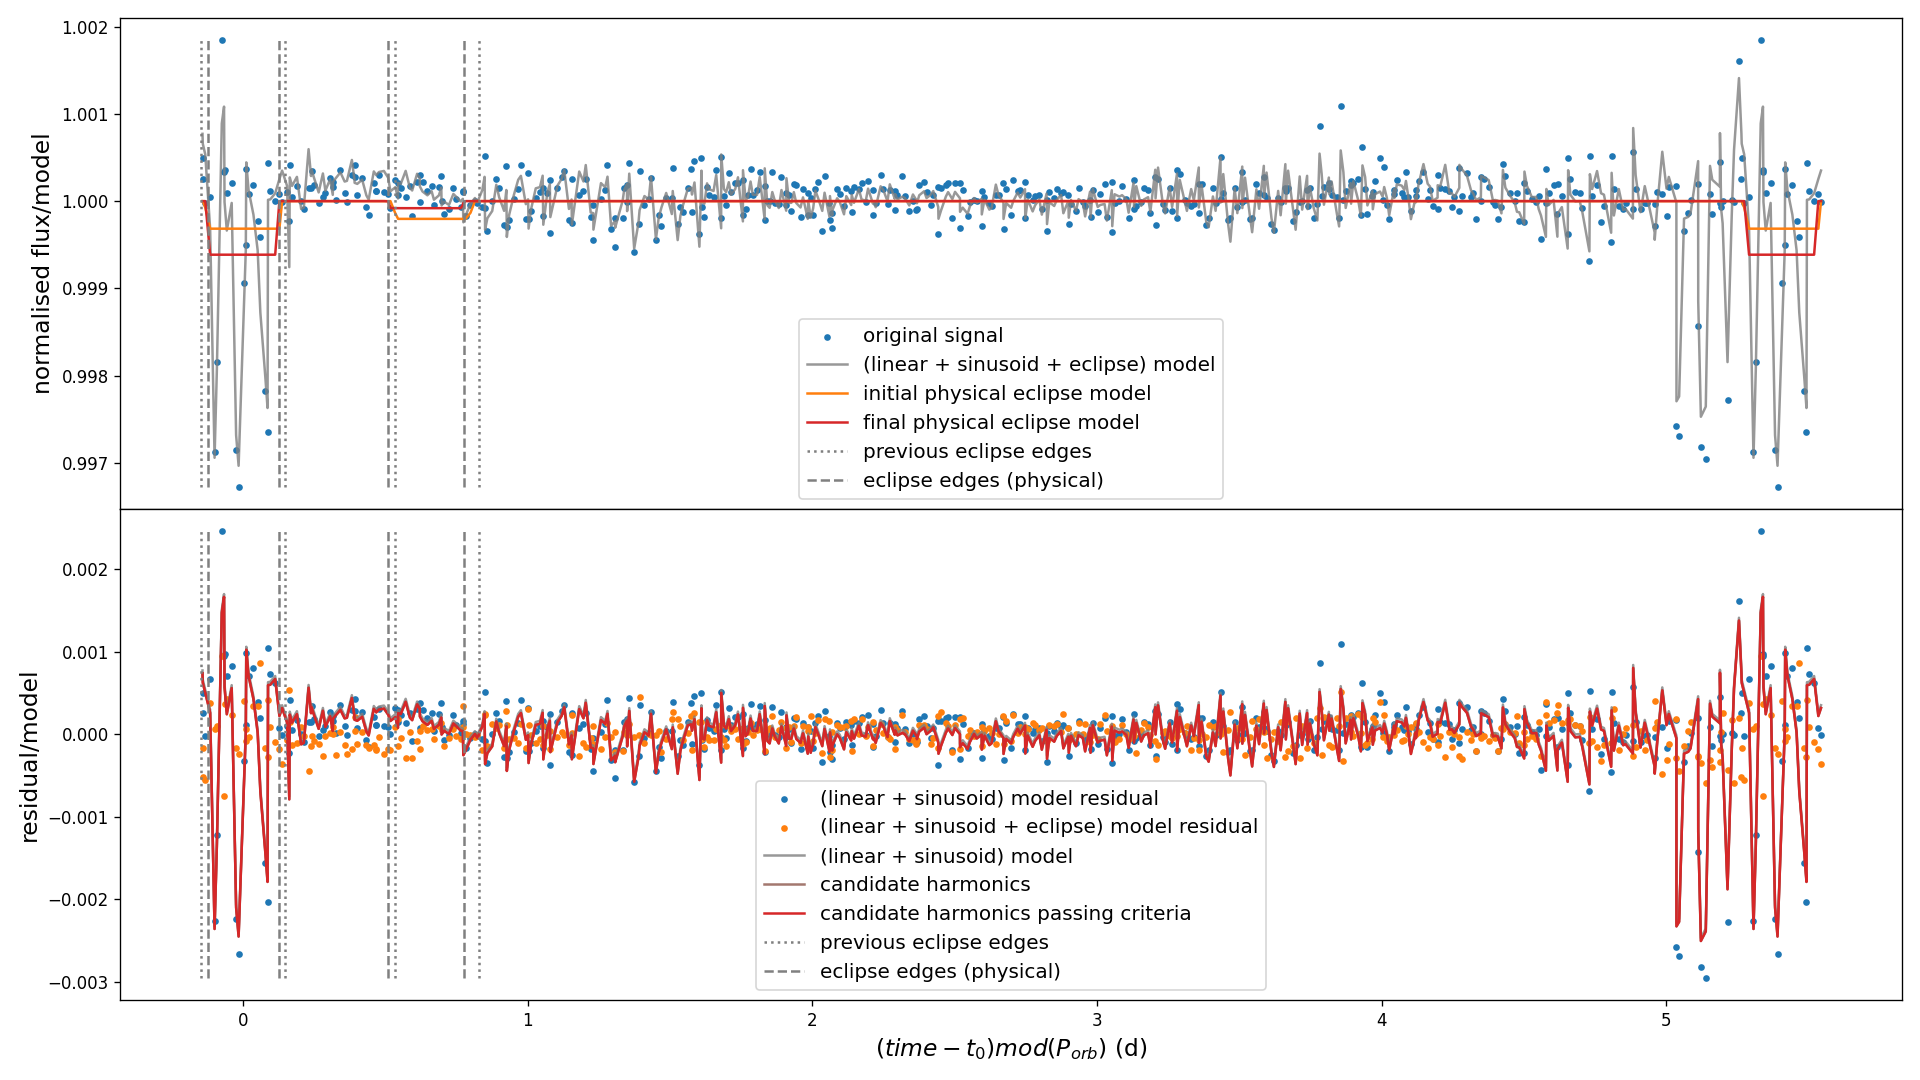 normalised flux/model
1.002
1.001
1.000
0.999
0.998
0.997
original signal
(linear + sinusoid + eclipse) model
initial physical eclipse model
final physical eclipse model
previous eclipse edges
eclipse edges (physical)
residual/model
0.002
0.001
0.000
−0.001
−0.002
−0.003
(linear + sinusoid) model residual
(linear + sinusoid + eclipse) model residual
(linear + sinusoid) model
candidate harmonics
candidate harmonics passing criteria
previous eclipse edges
eclipse edges (physical)
0 1 2 3 4 5
(time − t₀)mod(P_orb) (d)